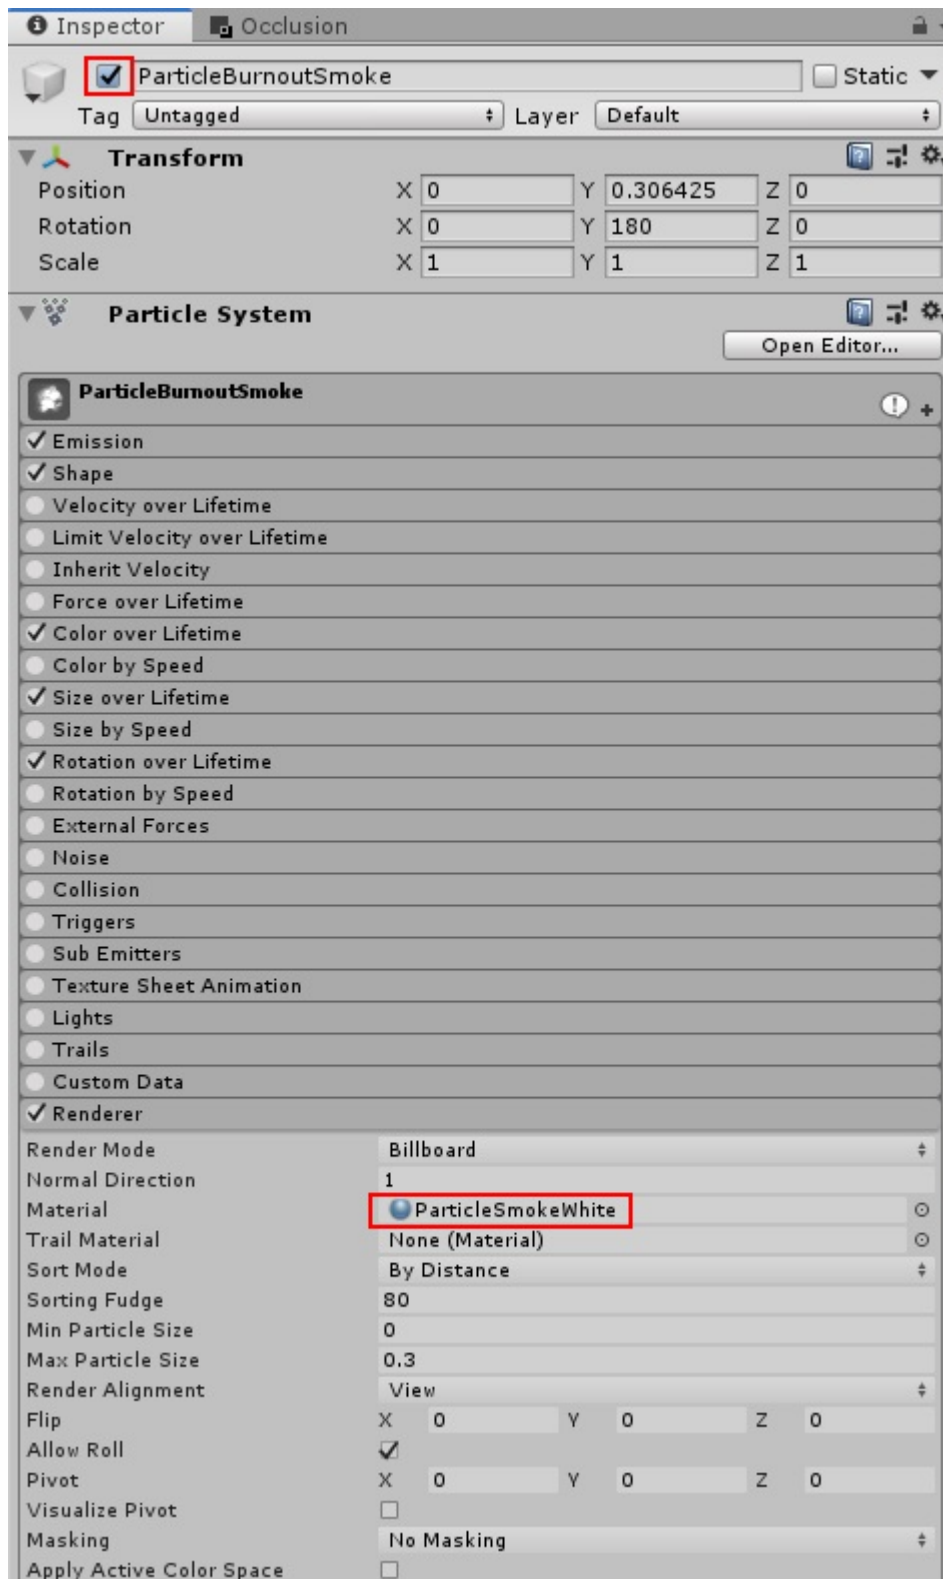 Inspector Occlusion
ParticleBurnoutSmoke Static
Tag Untagged Layer Default
Transform
Position X 0 Y 0.306425 Z 0
Rotation X 0 Y 180 Z 0
Scale X 1 Y 1 Z 1
Particle System
Open Editor...
ParticleBurnoutSmoke
Emission
Shape
Velocity over Lifetime
Limit Velocity over Lifetime
Inherit Velocity
Force over Lifetime
Color over Lifetime
Color by Speed
Size over Lifetime
Size by Speed
Rotation over Lifetime
Rotation by Speed
External Forces
Noise
Collision
Triggers
Sub Emitters
Texture Sheet Animation
Lights
Trails
Custom Data
Renderer
Render Mode Billboard
Normal Direction 1
Material ParticleSmokeWhite
Trail Material None (Material)
Sort Mode By Distance
Sorting Fudge 80
Min Particle Size 0
Max Particle Size 0.3
Render Alignment View
Flip X 0 Y 0 Z 0
Allow Roll
Pivot X 0 Y 0 Z 0
Visualize Pivot
Masking No Masking
Apply Active Color Space